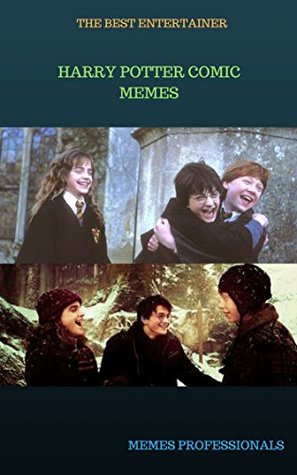 THE BEST ENTERTAINER
HARRY POTTER COMIC
MEMES
MEMES PROFESSIONALS